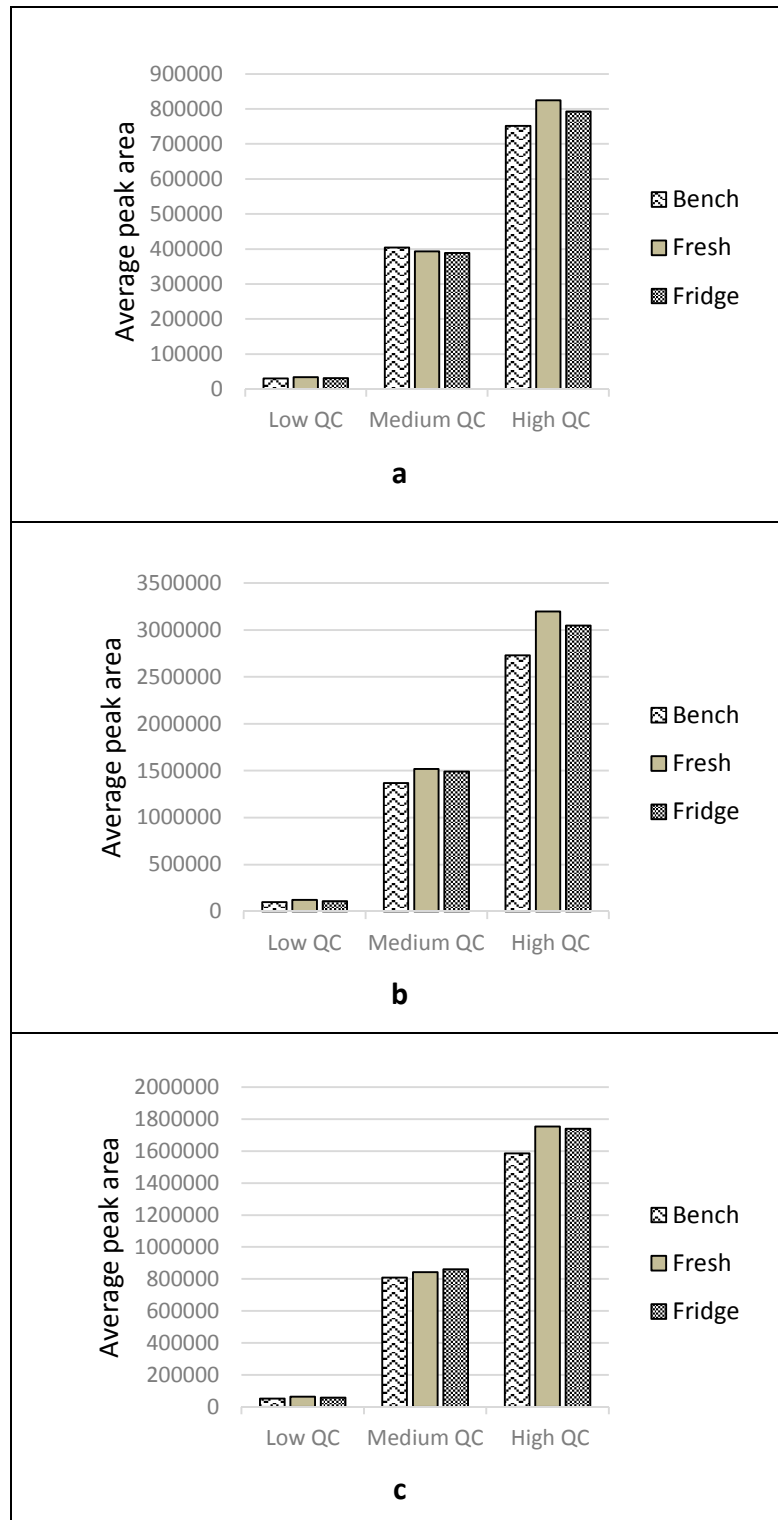 900000
800000
700000
600000
500000
400000
300000
200000
100000
0
Average peak area
Low QC Medium QC High QC
Bench
Fresh
Fridge
a
3500000
3000000
2500000
2000000
1500000
1000000
500000
0
Average peak area
Low QC Medium QC High QC
Bench
Fresh
Fridge
b
2000000
1800000
1600000
1400000
1200000
1000000
800000
600000
400000
200000
0
Average peak area
Low QC Medium QC High QC
Bench
Fresh
Fridge
c